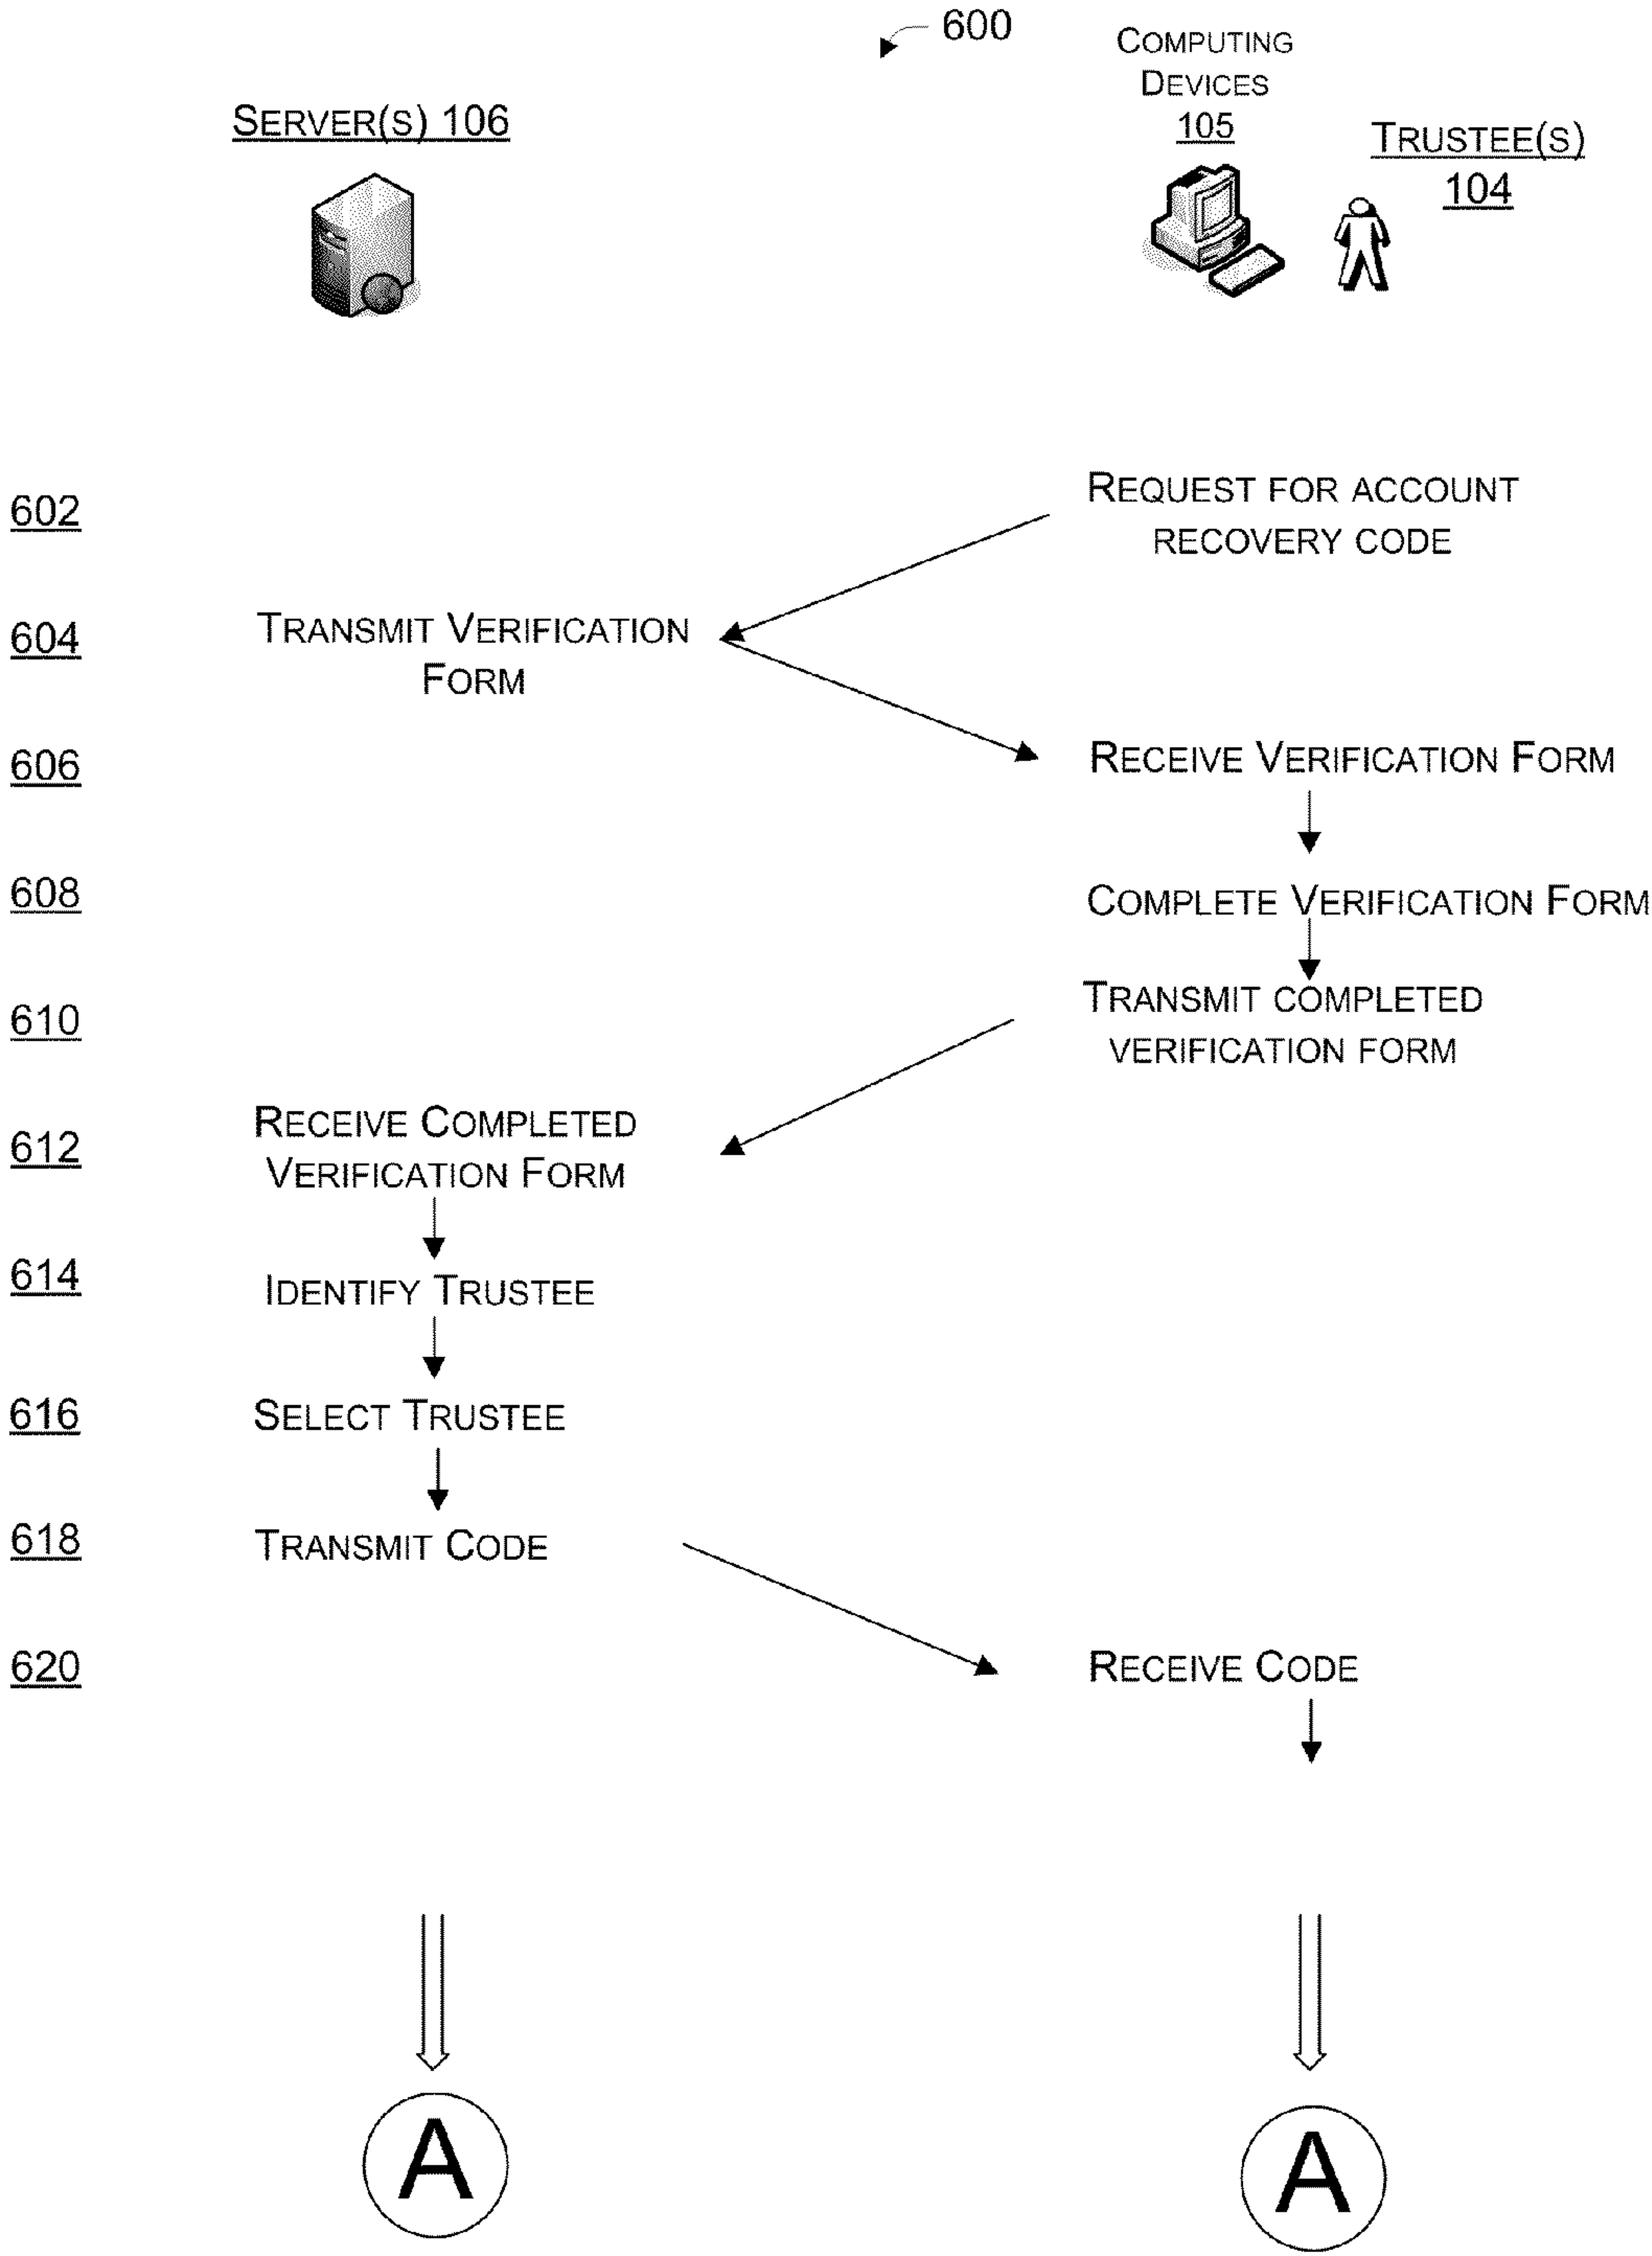 600
COMPUTING
DEVICES
105
SERVER(S) 106
TRUSTEE(S)
104
602
REQUEST FOR ACCOUNT
RECOVERY CODE
604
TRANSMIT VERIFICATION
FORM
606
RECEIVE VERIFICATION FORM
608
COMPLETE VERIFICATION FORM
610
TRANSMIT COMPLETED
VERIFICATION FORM
612
RECEIVE COMPLETED
VERIFICATION FORM
614
IDENTIFY TRUSTEE
616
SELECT TRUSTEE
618
TRANSMIT CODE
620
RECEIVE CODE
A
A